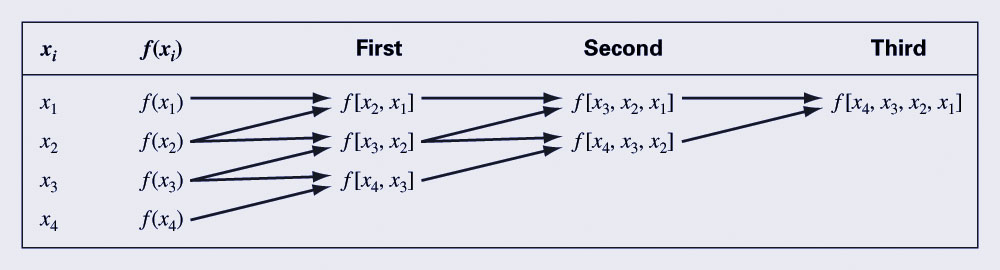 xᵢ f(xᵢ) First Second Third
x₁ f(x₁) f[x₂, x₁] f[x₃, x₂, x₁] f[x₄, x₃, x₂, x₁]
x₂ f(x₂) f[x₃, x₂] f[x₄, x₃, x₂]
x₃ f(x₃) f[x₄, x₃]
x₄ f(x₄)